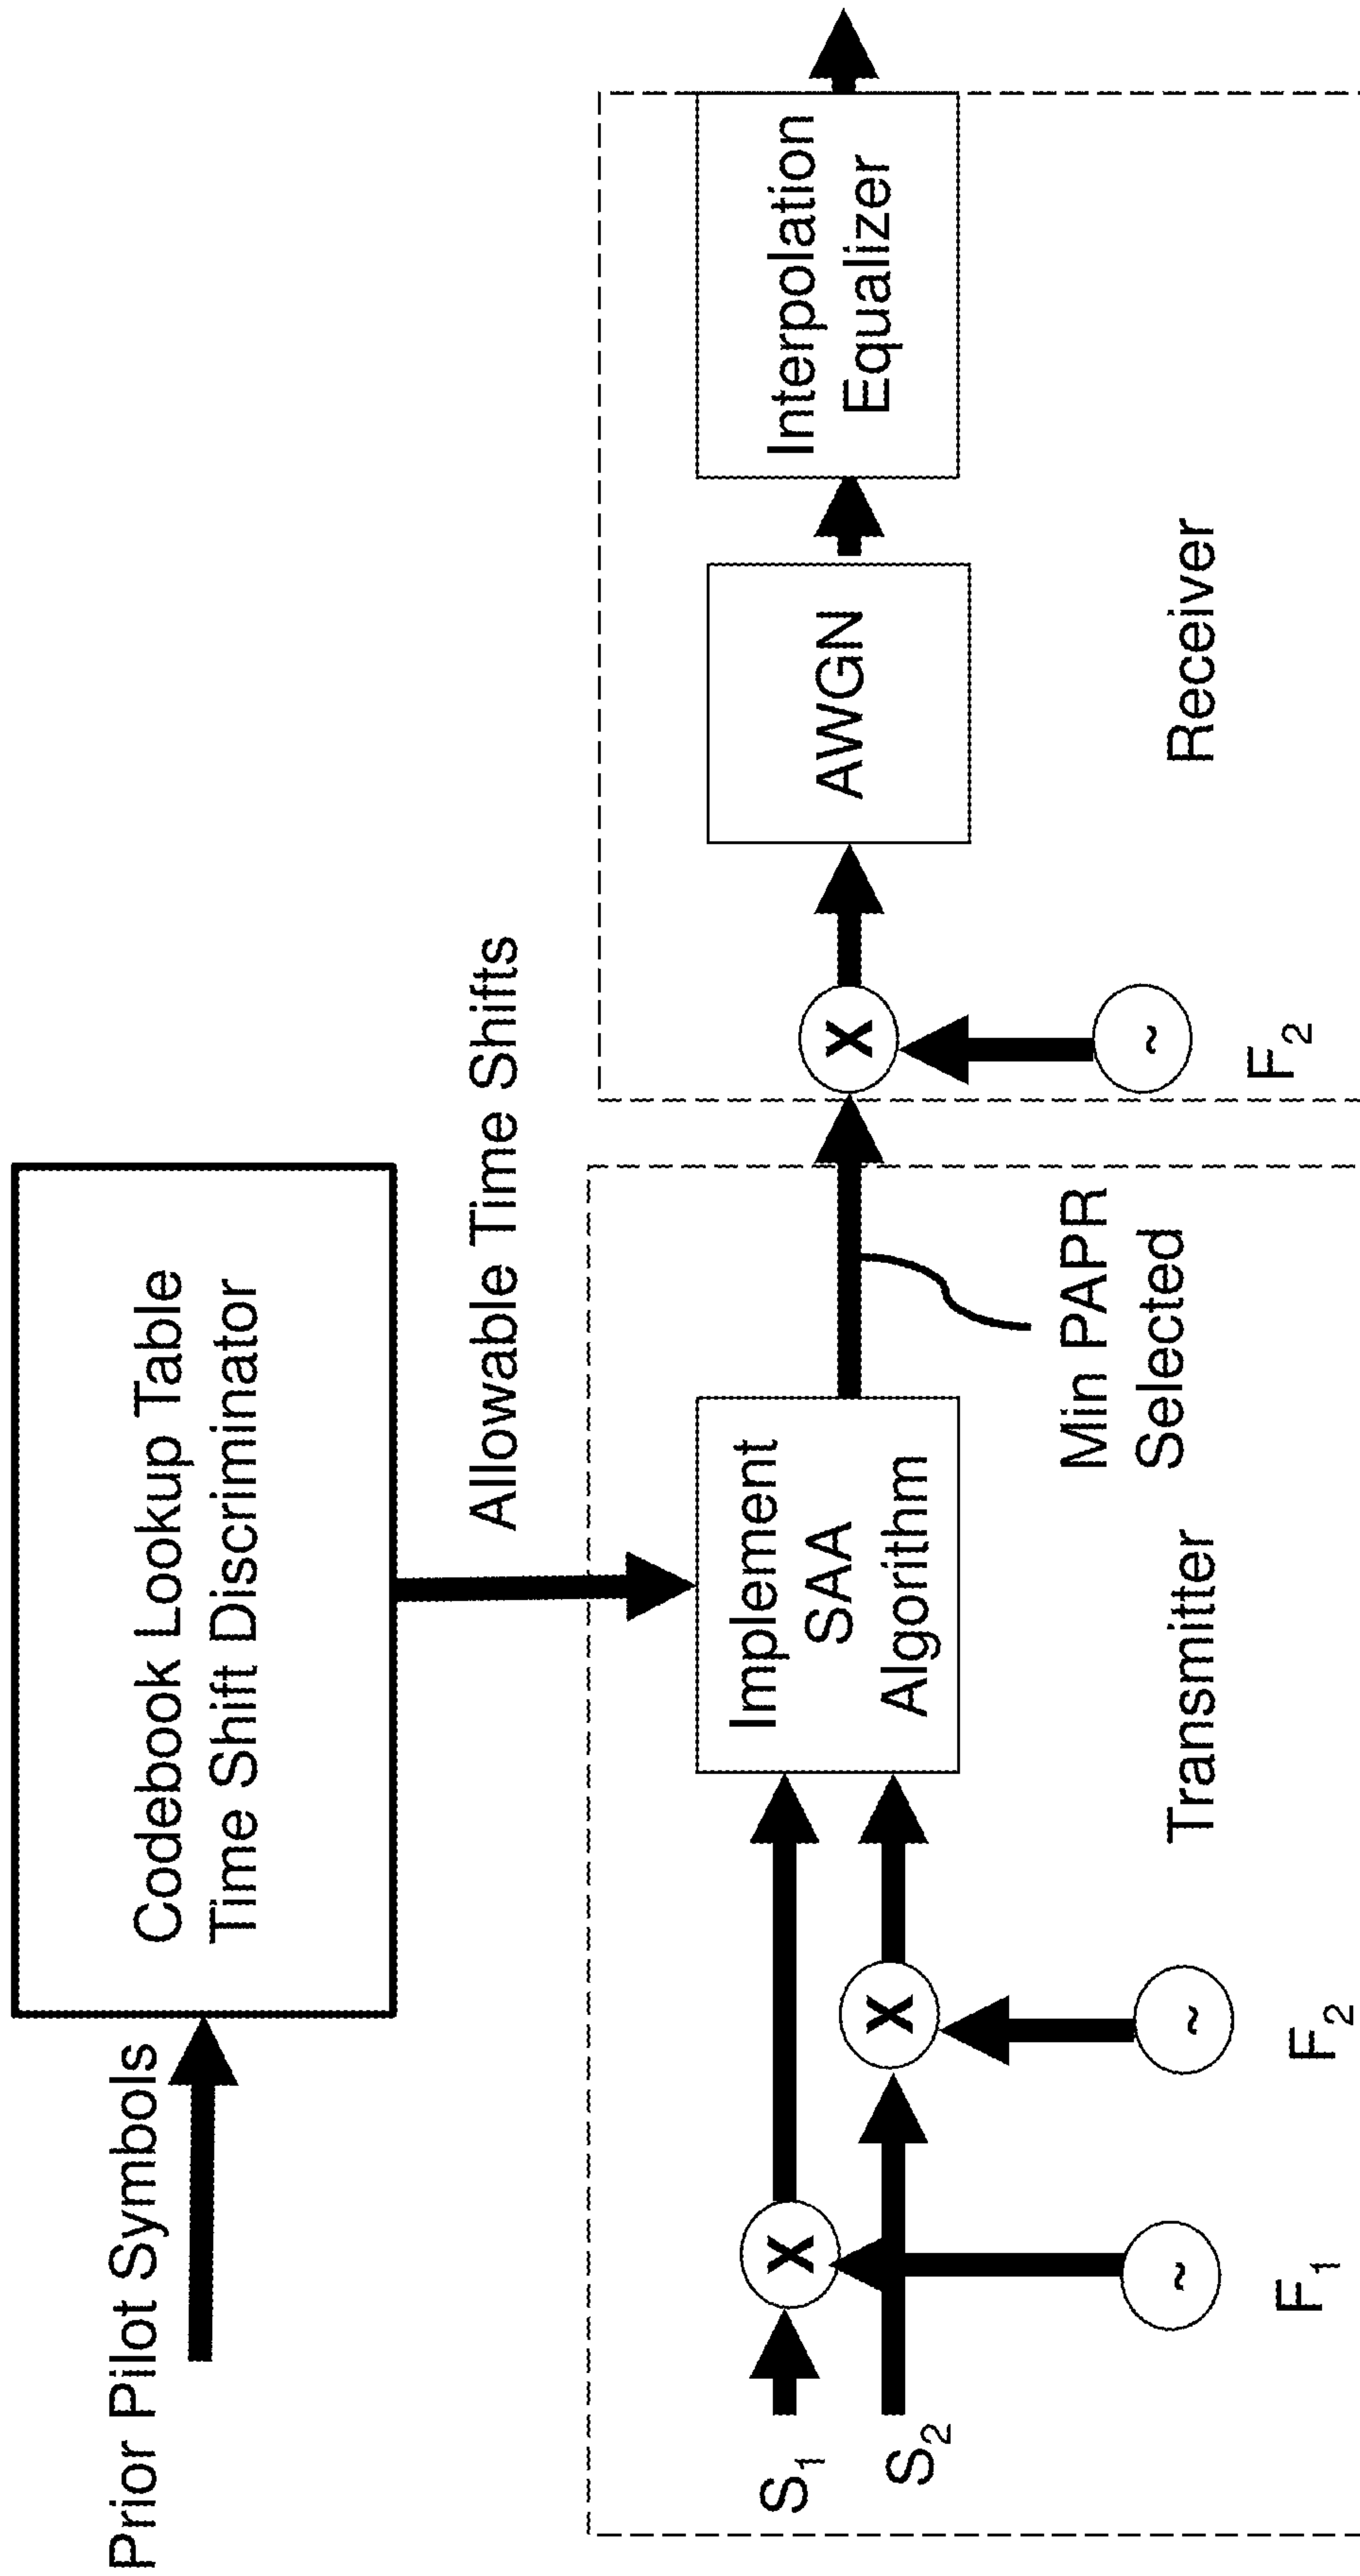 Prior Pilot Symbols
Codebook Lookup Table
Time Shift Discriminator
Allowable Time Shifts
S₁
S₂
X
X
~
F₁
~
F₂
Implement
SAA
Algorithm
Min PAPR
Selected
Transmitter
X
~
F₂
AWGN
Interpolation
Equalizer
Receiver